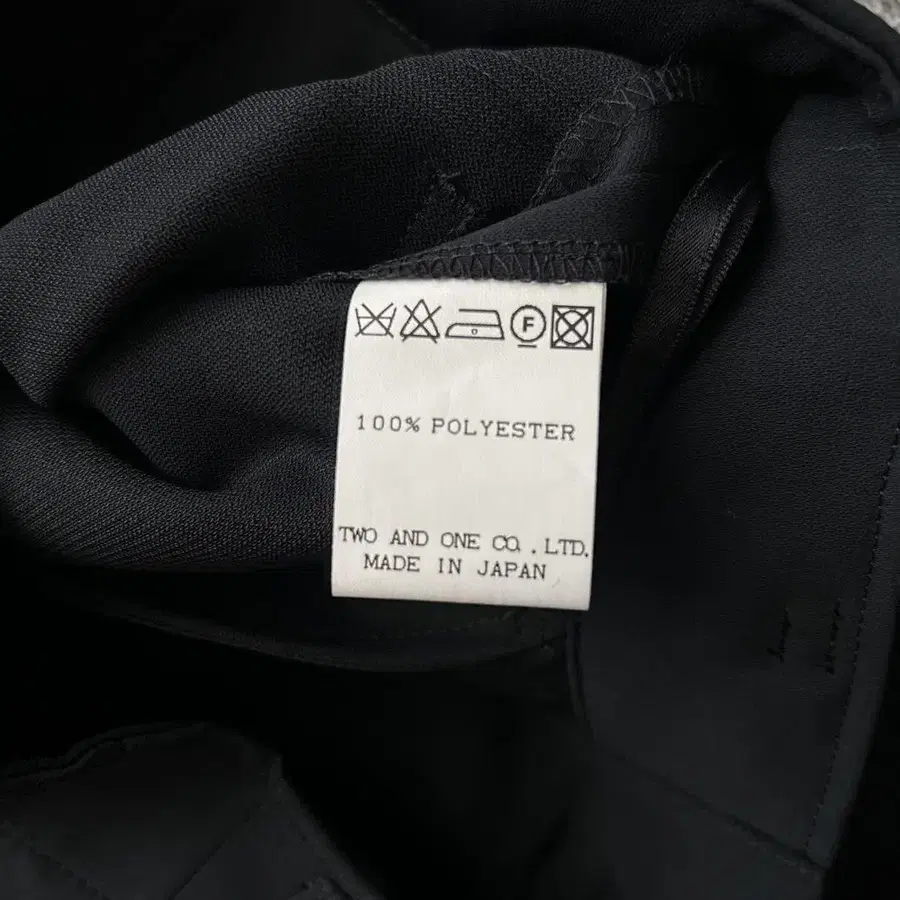 F
100% POLYESTER
TWO AND ONE CO.,LTD.
MADE IN JAPAN